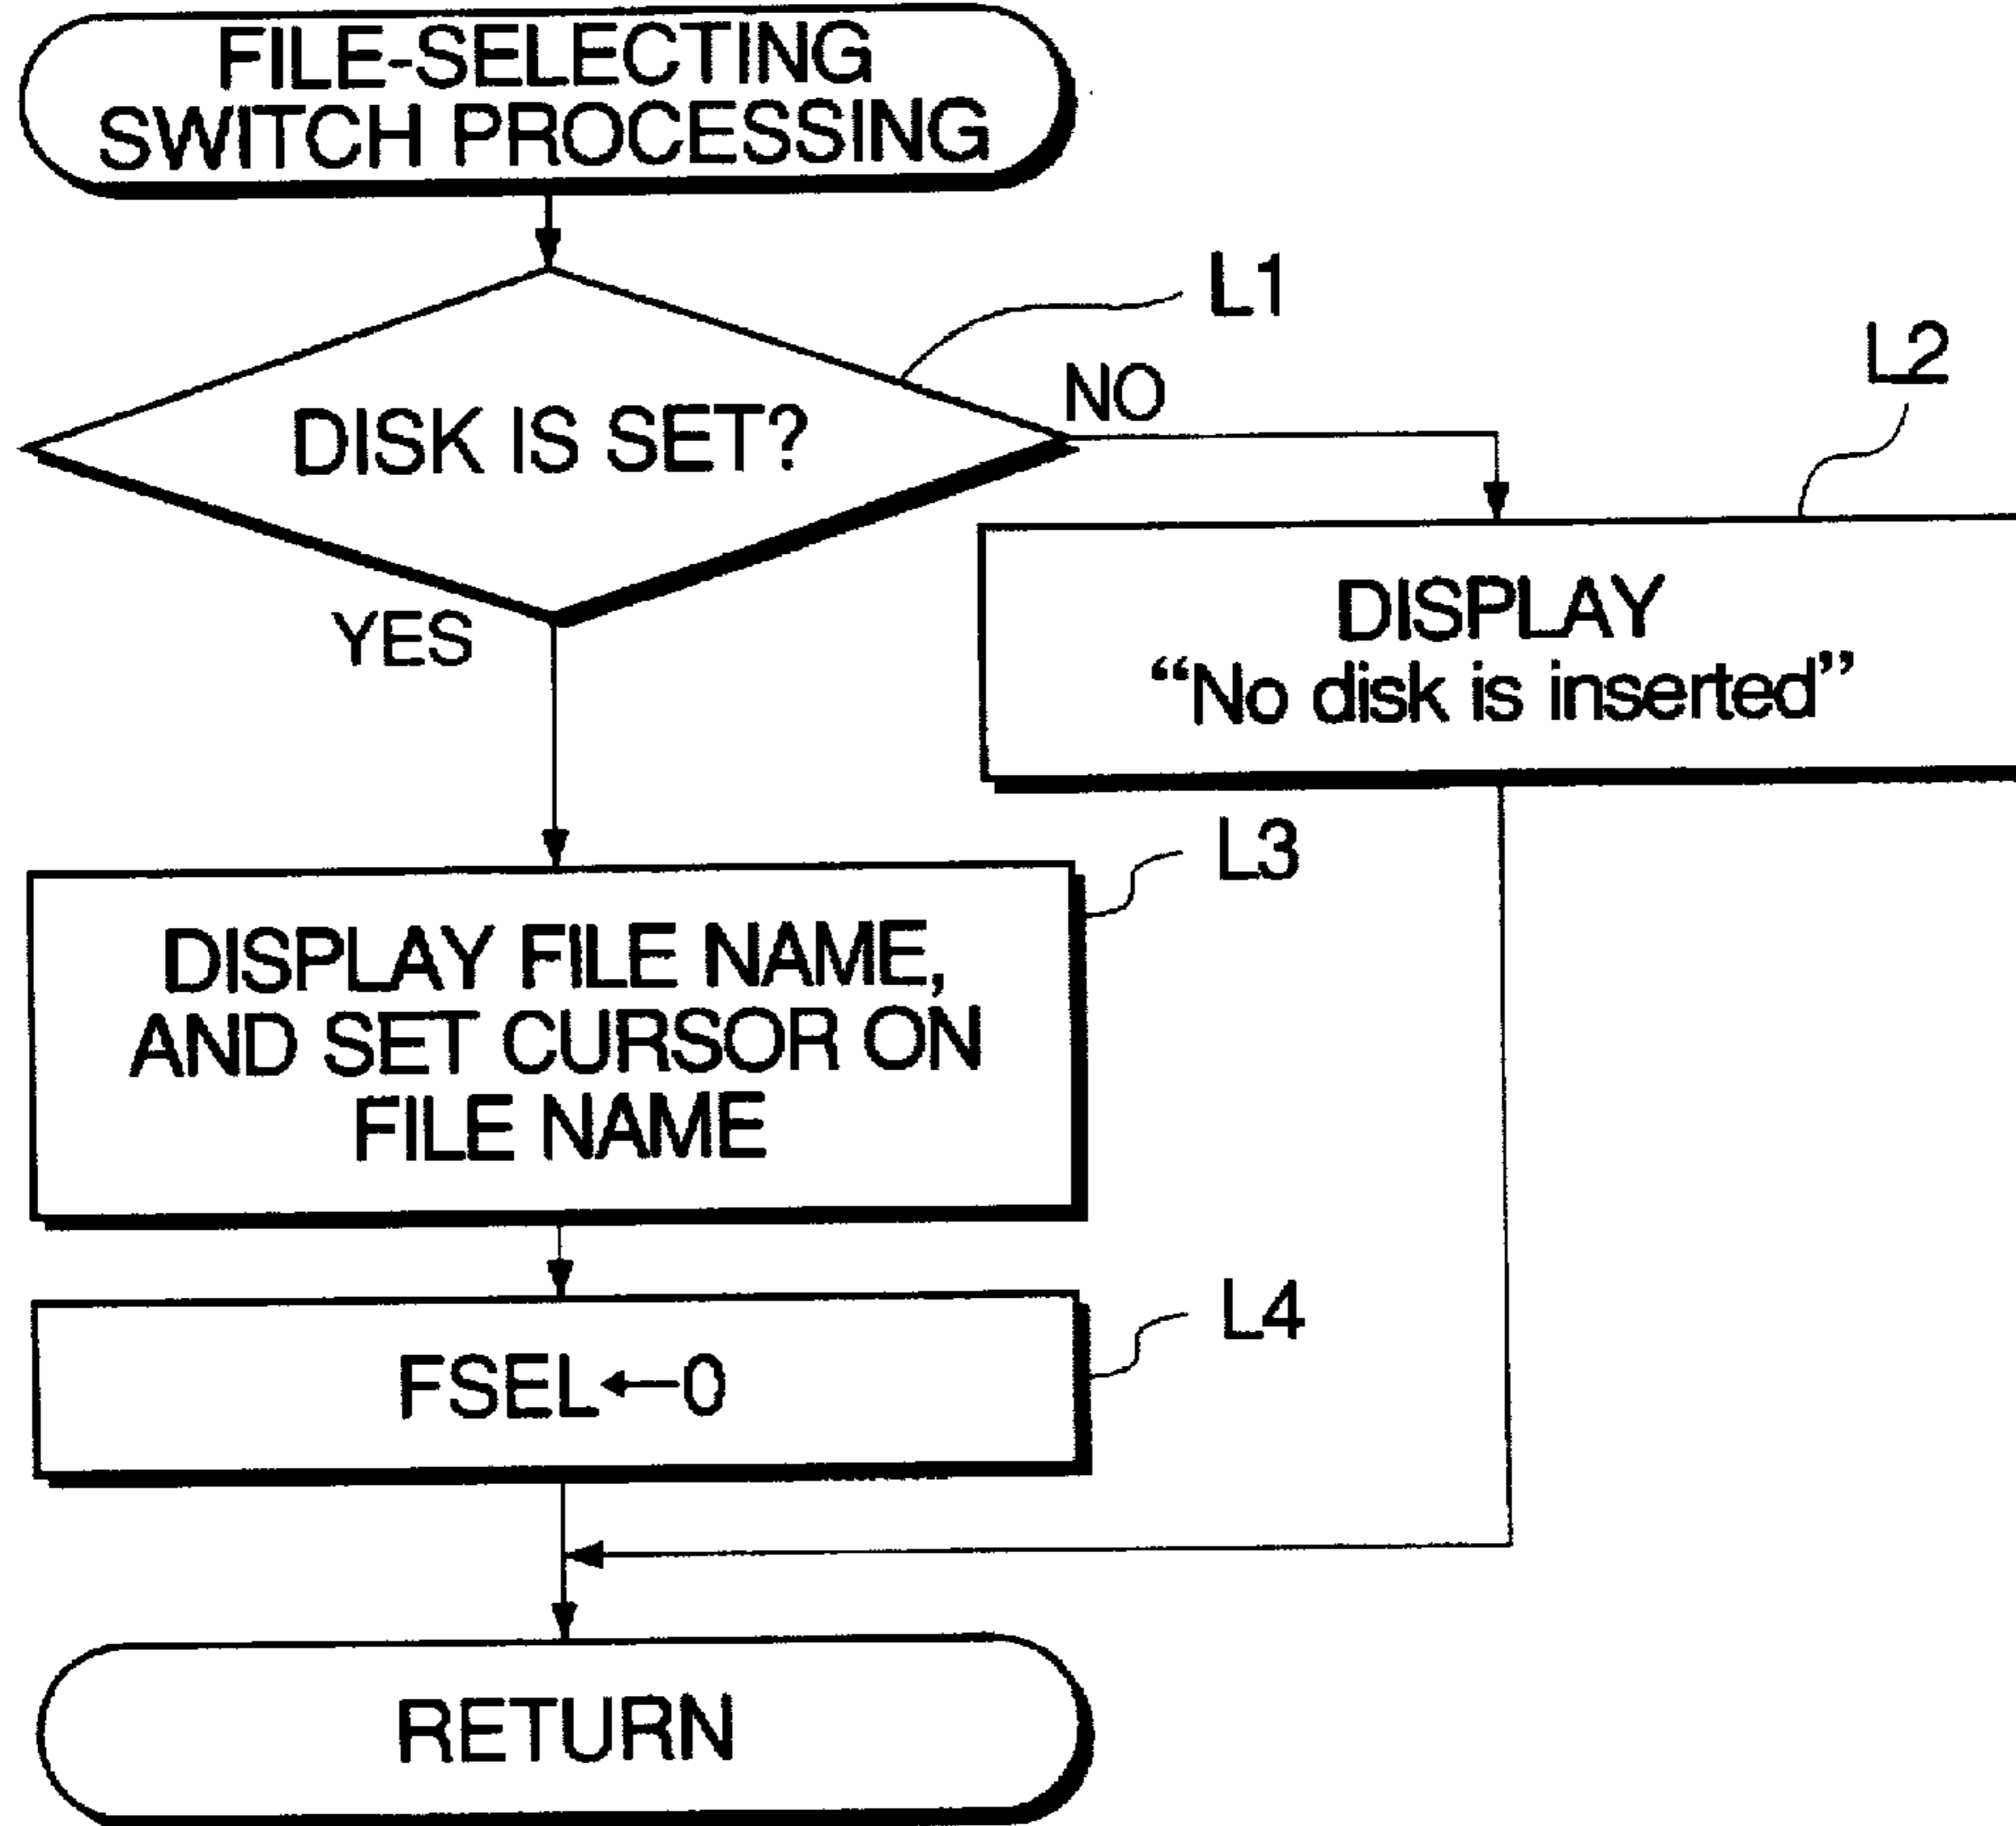 FILE-SELECTING
SWITCH PROCESSING
L1
DISK IS SET?
NO
YES
L2
DISPLAY
“No disk is inserted”
L3
DISPLAY FILE NAME,
AND SET CURSOR ON
FILE NAME
L4
FSEL←0
RETURN